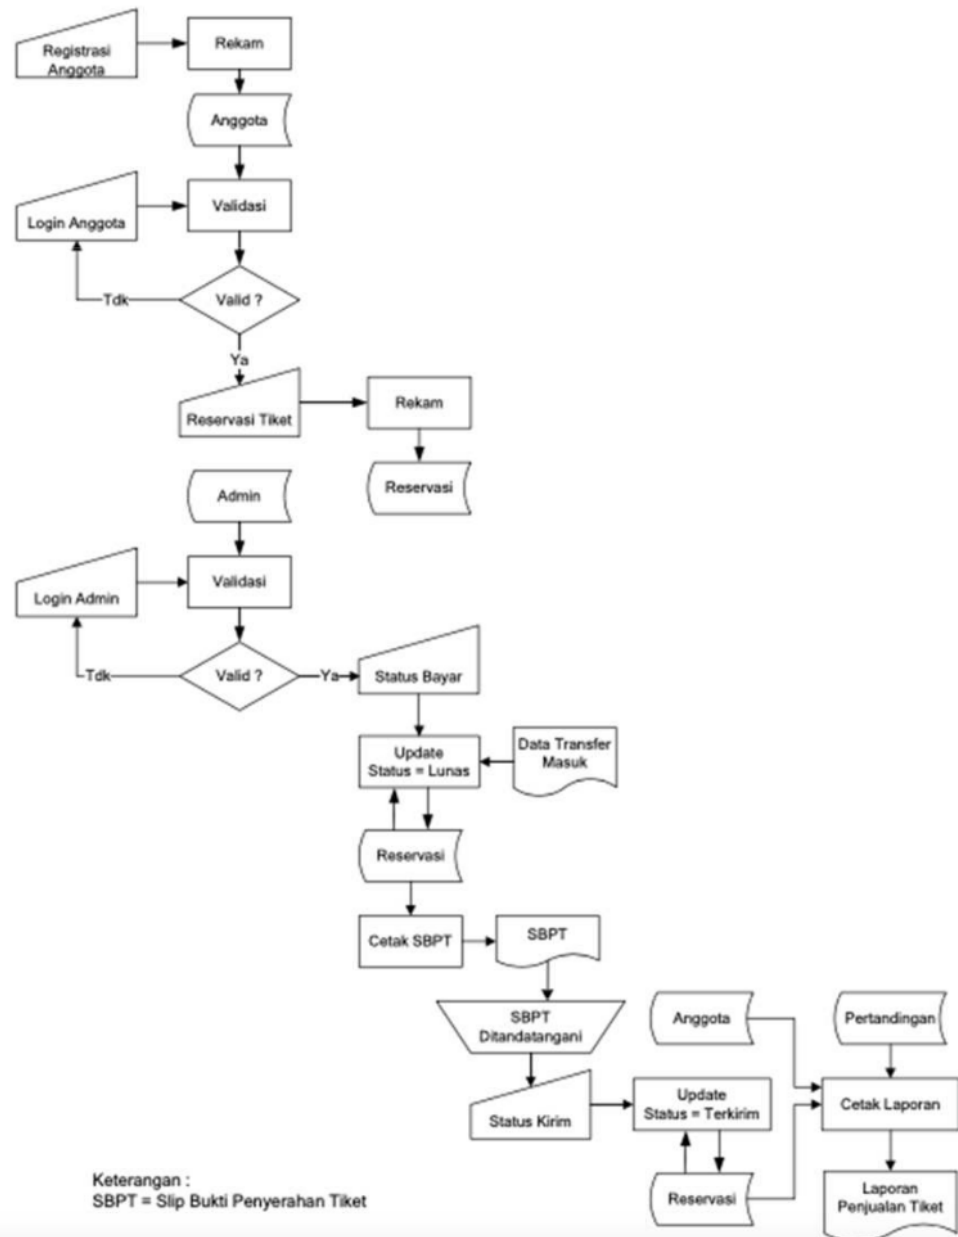 Registrasi
Anggota
Rekam
Anggota
Login Anggota
Validasi
Valid ?
Tdk
Ya
Reservasi Tiket
Rekam
Reservasi
Admin
Login Admin
Validasi
Valid ?
Tdk
Ya
Status Bayar
Update
Status = Lunas
Data Transfer
Masuk
Reservasi
Cetak SBPT
SBPT
SBPT
Ditandatangani
Anggota
Pertandingan
Status Kirim
Update
Status = Terkirim
Cetak Laporan
Reservasi
Laporan
Penjualan Tiket
Keterangan :
SBPT = Slip Bukti Penyerahan Tiket